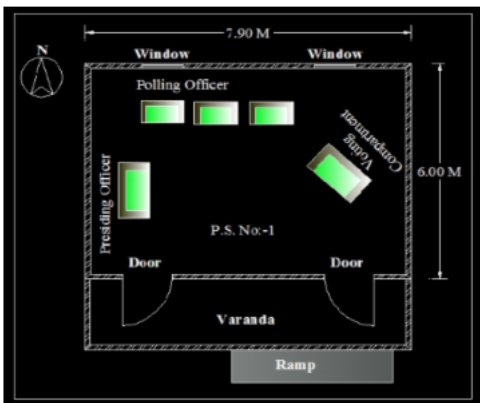 7.90 M
N
Window
Window
Polling Officer
Voting
Compartment
6.00 M
Presiding Officer
P.S. No:-1
Door
Door
Varanda
Ramp